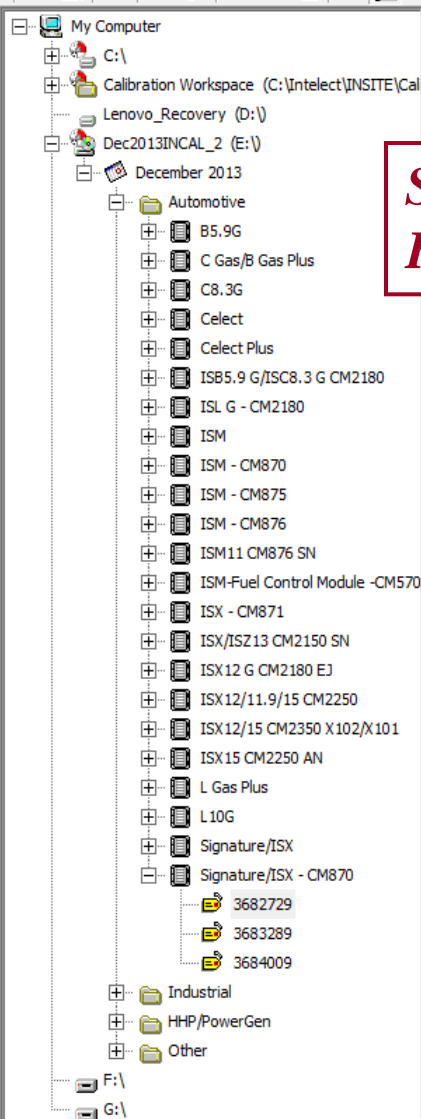 My Computer
C:\
Calibration Workspace (C:\Intelect\INSITE\Cal
Lenovo_Recovery (D:\)
Dec2013INCAL_2 (E:\)
December 2013
Automotive
B5.9G
C Gas/B Gas Plus
C8.3G
Celect
Celect Plus
ISB5.9 G/ISC8.3 G CM2180
ISL G - CM2180
ISM
ISM - CM870
ISM - CM875
ISM - CM876
ISM11 CM876 SN
ISM-Fuel Control Module -CM570
ISX - CM871
ISX/ISZ13 CM2150 SN
ISX12 G CM2180 EJ
ISX12/11.9/15 CM2250
ISX12/15 CM2350 X102/X101
ISX15 CM2250 AN
L Gas Plus
L10G
Signature/ISX
Signature/ISX - CM870
3682729
3683289
3684009
Industrial
HHP/PowerGen
Other
F:\
G:\